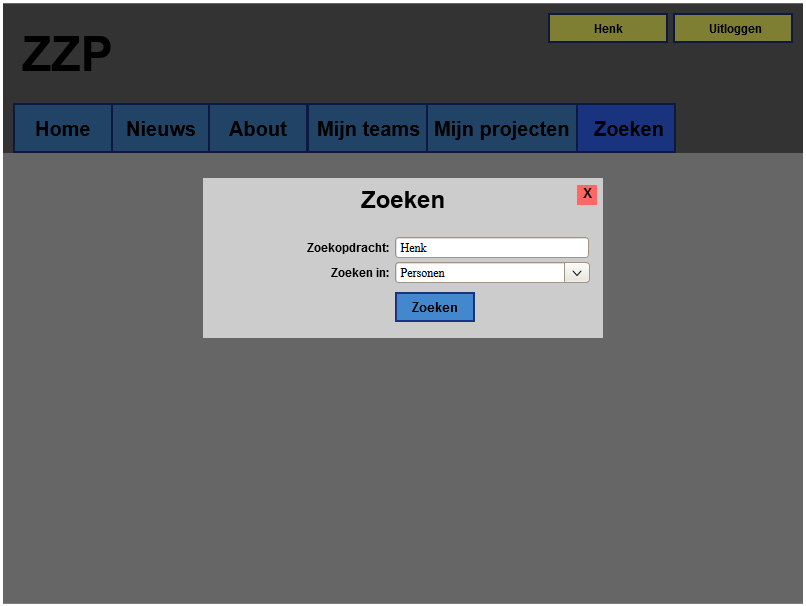 Henk Uitloggen
ZZP
Home Nieuws About Mijn teams Mijn projecten Zoeken
Zoeken X
Zoekopdracht: Henk
Zoeken in: Personen
Zoeken